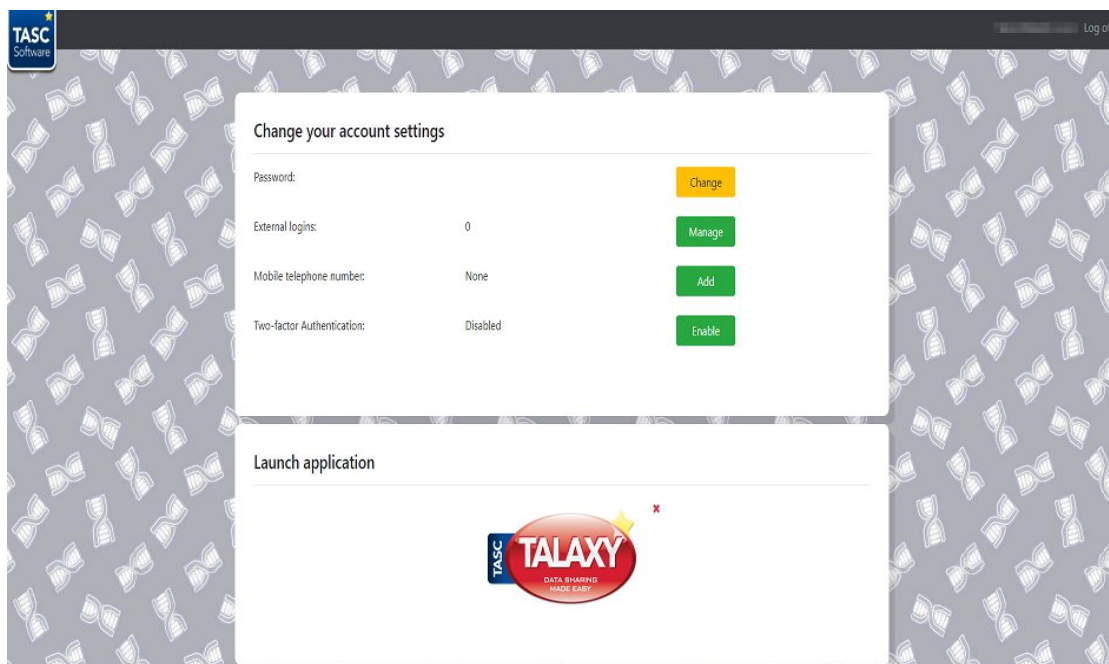 TASC
Software
Log of
Change your account settings
Password:
Change
External logins:
0
Manage
Mobile telephone number:
None
Add
Two-factor Authentication:
Disabled
Enable
Launch application
TASC
TALAXY
DATA SHARING
MADE EASY